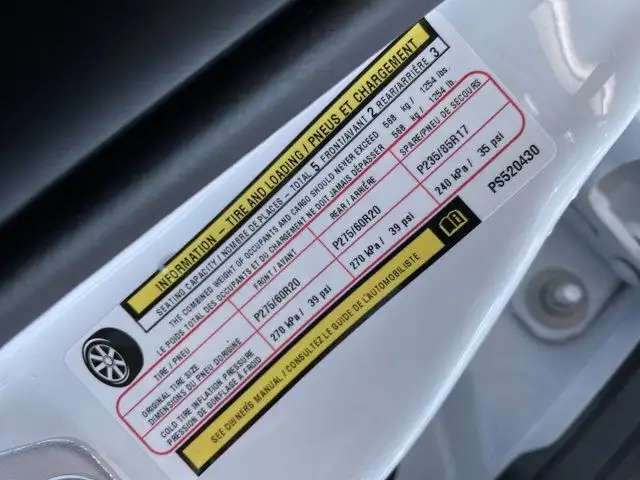 INFORMATION – TIRE AND LOADING / PNEUS ET CHARGEMENT
SEATING CAPACITY / NOMBRE DE PLACES – TOTAL 5 FRONT/AVANT 2 REAR/ARRIÈRE 3
THE COMBINED WEIGHT OF OCCUPANTS AND CARGO SHOULD NEVER EXCEED 568 kg / 1254 lbs.
LE POIDS TOTAL DES OCCUPANTS ET DU CHARGEMENT NE DOIT JAMAIS DÉPASSER 568 kg / 1254 lb.
TIRE / PNEU FRONT / AVANT REAR / ARRIÈRE SPARE/PNEU DE SECOURS
ORIGINAL TIRE SIZE
DIMENSIONS DU PNEU D'ORIGINE
P275/60R20 P275/60R20 P235/85R17
COLD TIRE INFLATION PRESSURE
PRESSION DE GONFLAGE À FROID
270 kPa / 39 psi 270 kPa / 39 psi 240 kPa / 35 psi
SEE OWNER'S MANUAL / CONSULTEZ LE GUIDE DE L'AUTOMOBILISTE
PS520430